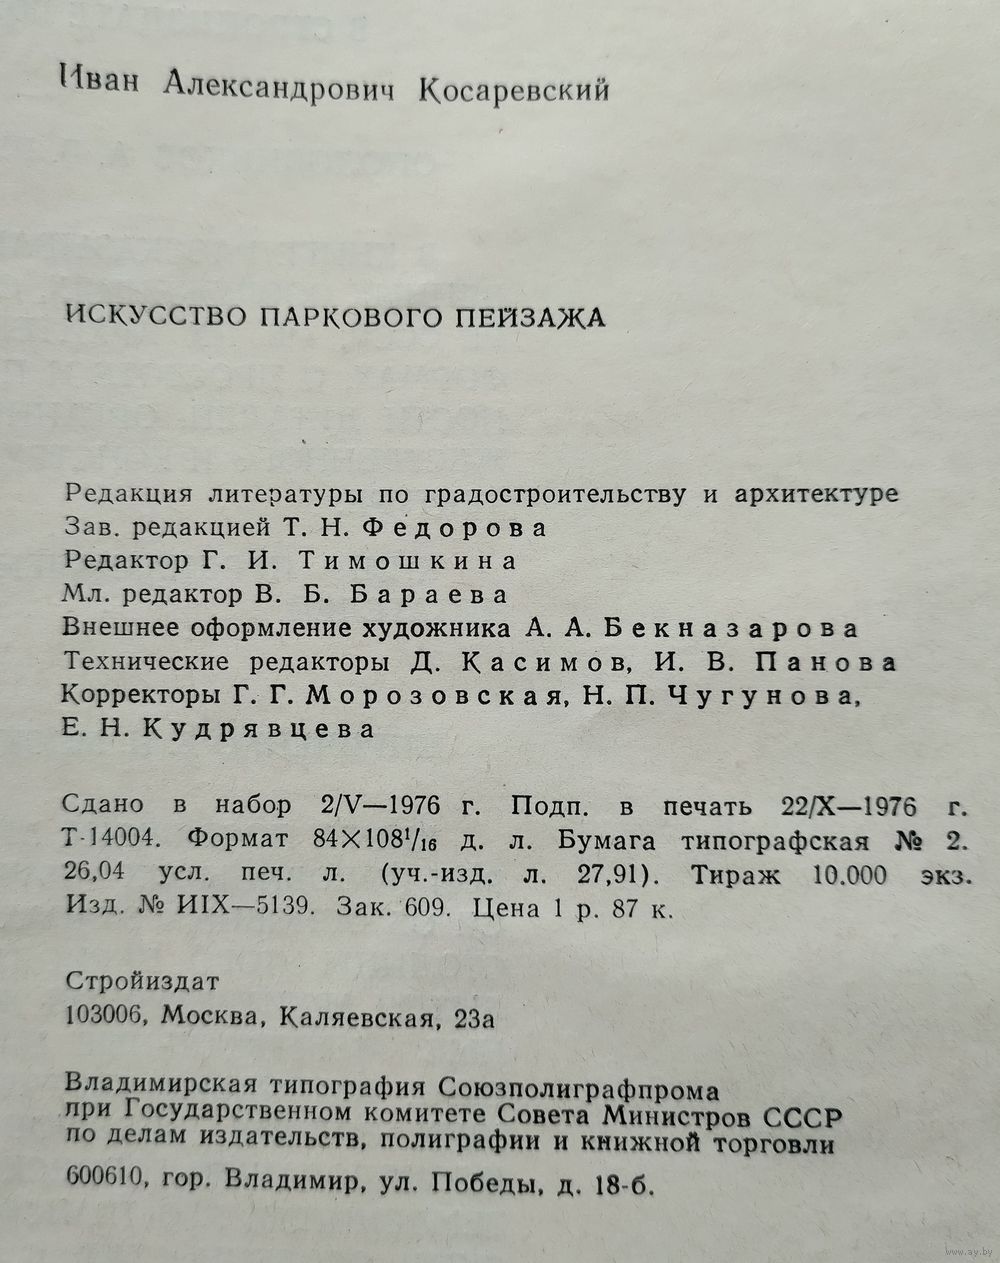 Иван Александрович Косаревский
ИСКУССТВО ПАРКОВОГО ПЕЙЗАЖА
Редакция литературы по градостроительству и архитектуре
Зав. редакцией Т. Н. Федорова
Редактор Г. И. Тимошкина
Мл. редактор В. Б. Бараева
Внешнее оформление художника А. А. Бекназарова
Технические редакторы Д. Касимов, И. В. Панова
Корректоры Г. Г. Морозовская, Н. П. Чугунова,
Е. Н. Кудрявцева
Сдано в набор 2/V—1976 г. Подп. в печать 22/X—1976 г.
Т-14004. Формат 84×108¹/₁₆ д. л. Бумага типографская № 2.
26,04 усл. печ. л. (уч.-изд. л. 27,91). Тираж 10.000 экз.
Изд. № ИIX—5139. Зак. 609. Цена 1 р. 87 к.
Стройиздат
103006, Москва, Каляевская, 23а
Владимирская типография Союзполиграфпрома
при Государственном комитете Совета Министров СССР
по делам издательств, полиграфии и книжной торговли
600610, гор. Владимир, ул. Победы, д. 18-б.
www.ay.by